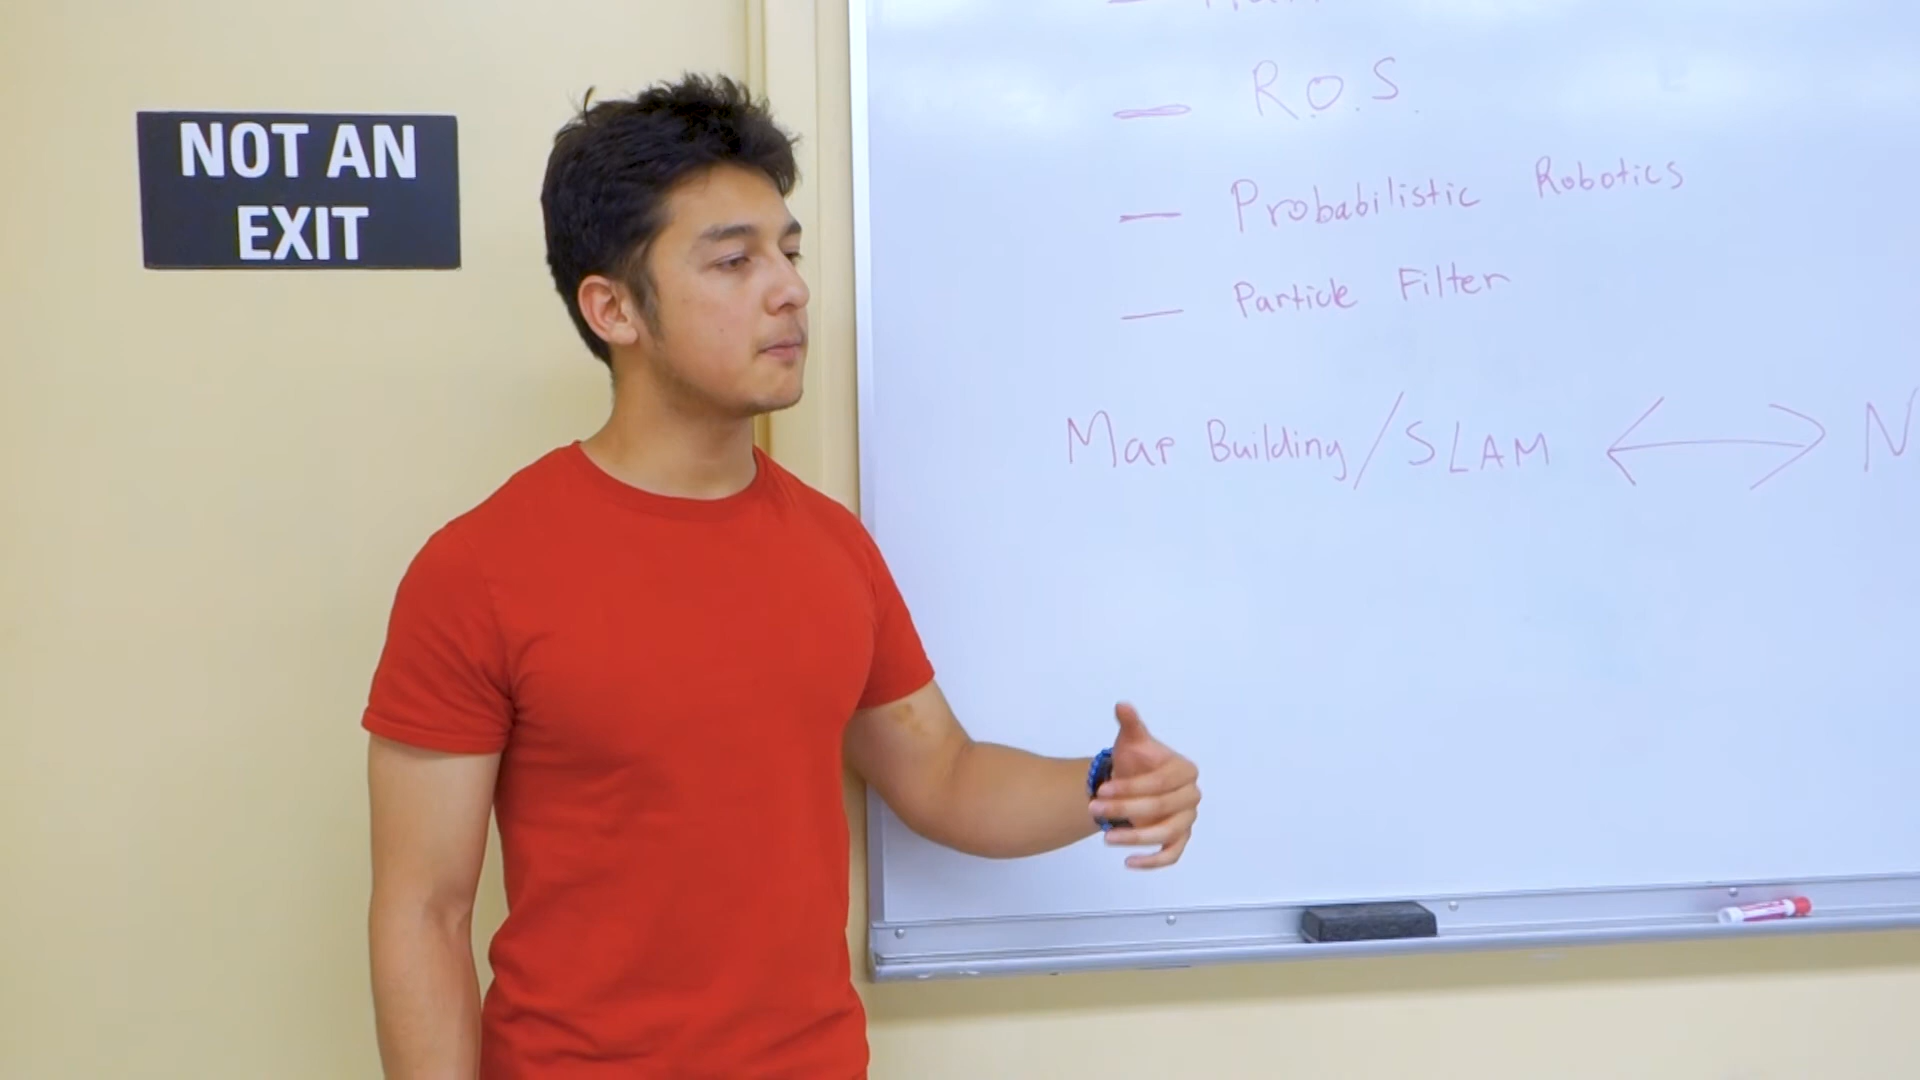 NOT AN
EXIT
— R.O.S.
— Probabilistic Robotics
— Particle Filter
Map Building/SLAM ↔